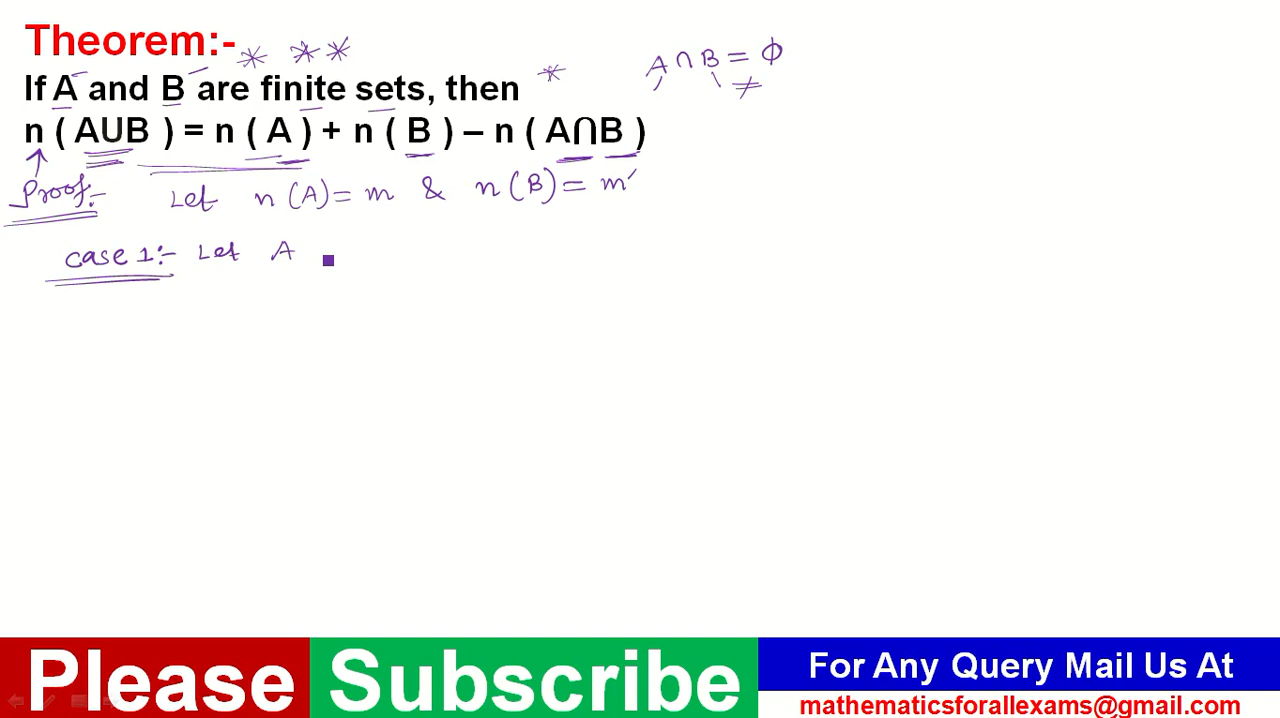 Theorem:-
If A and B are finite sets, then
n ( AUB ) = n ( A ) + n ( B ) – n ( A∩B )
A ∩ B = ϕ
≠
Proof:-
Let n (A) = m & n (B) = m'
Case 1:- Let A
Please Subscribe
For Any Query Mail Us At
mathematicsforallexams@gmail.com